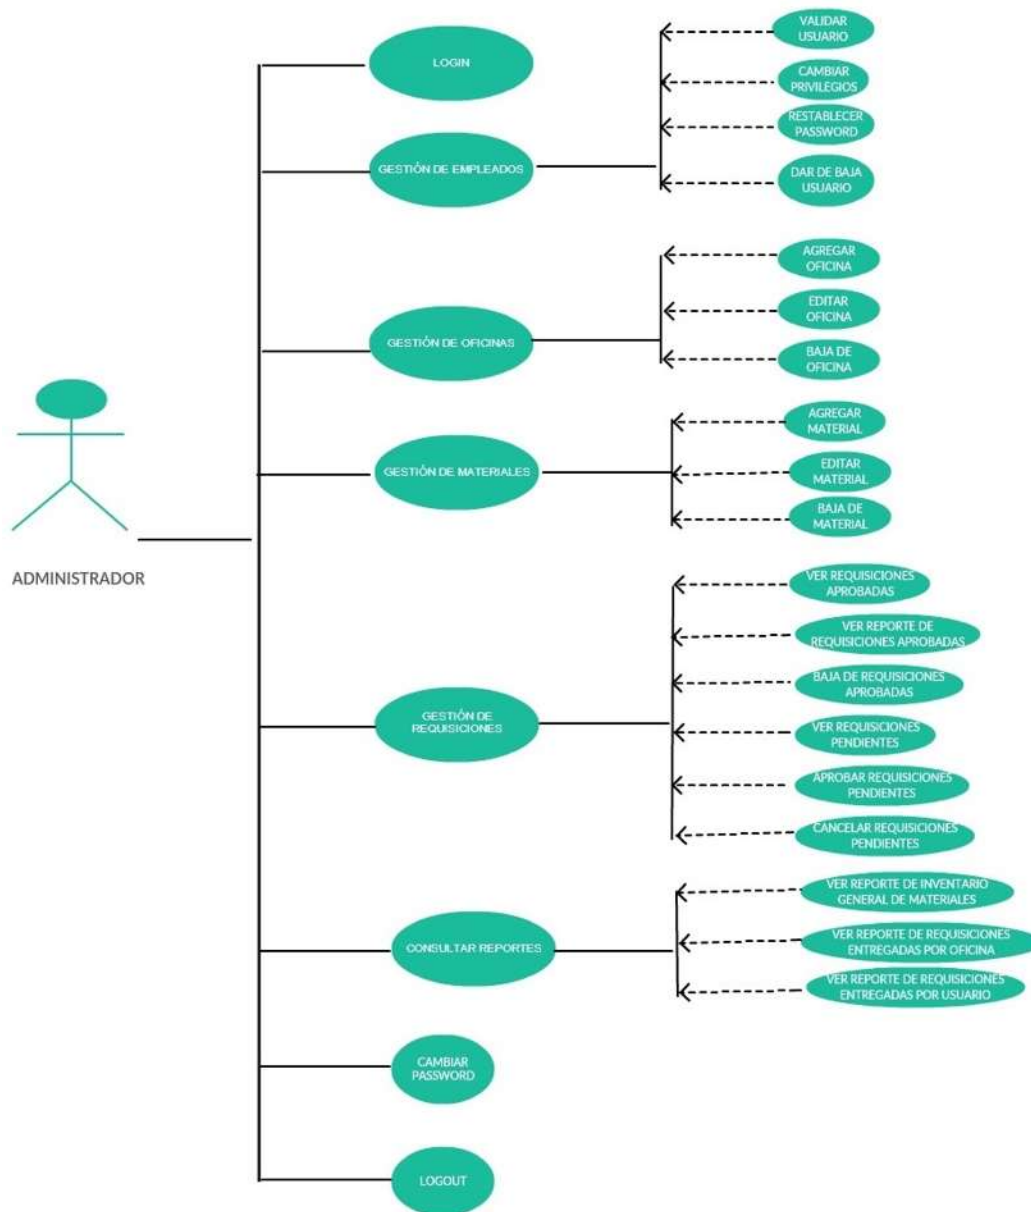 LOGIN
GESTIÓN DE EMPLEADOS
VALIDAR
USUARIO
CAMBIAR
PRIVILEGIOS
RESTABLECER
PASSWORD
DAR DE BAJA
USUARIO
GESTIÓN DE OFICINAS
AGREGAR
OFICINA
EDITAR
OFICINA
BAJA DE
OFICINA
GESTIÓN DE MATERIALES
AGREGAR
MATERIAL
EDITAR
MATERIAL
BAJA DE
MATERIAL
ADMINISTRADOR
GESTIÓN DE
REQUISICIONES
VER REQUISICIONES
APROBADAS
VER REPORTE DE
REQUISICIONES APROBADAS
BAJA DE REQUISICIONES
APROBADAS
VER REQUISICIONES
PENDIENTES
APROBAR REQUISICIONES
PENDIENTES
CANCELAR REQUISICIONES
PENDIENTES
CONSULTAR REPORTES
VER REPORTE DE INVENTARIO
GENERAL DE MATERIALES
VER REPORTE DE REQUISICIONES
ENTREGADAS POR OFICINA
VER REPORTE DE REQUISICIONES
ENTREGADAS POR USUARIO
CAMBIAR
PASSWORD
LOGOUT